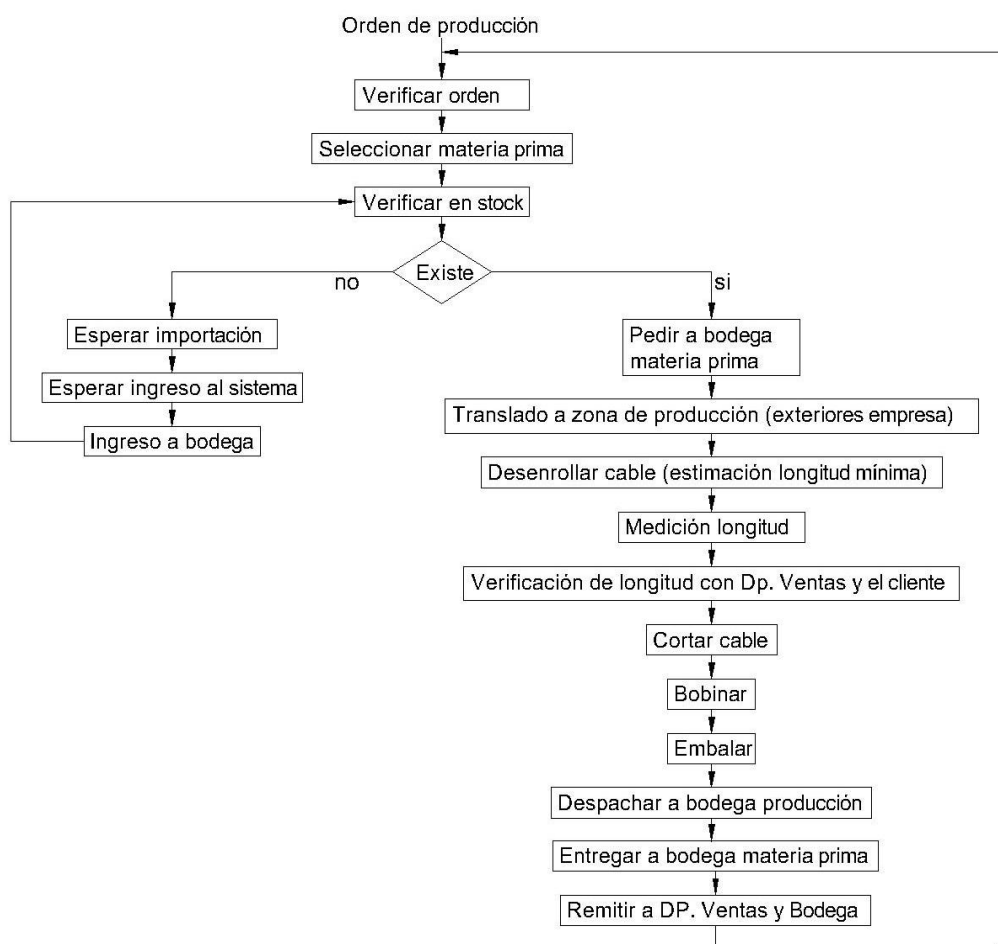 Orden de producción
Verificar orden
Seleccionar materia prima
Verificar en stock
Existe
no
si
Esperar importación
Esperar ingreso al sistema
Ingreso a bodega
Pedir a bodega
materia prima
Translado a zona de producción (exteriores empresa)
Desenrollar cable (estimación longitud mínima)
Medición longitud
Verificación de longitud con Dp. Ventas y el cliente
Cortar cable
Bobinar
Embalar
Despachar a bodega producción
Entregar a bodega materia prima
Remitir a DP. Ventas y Bodega